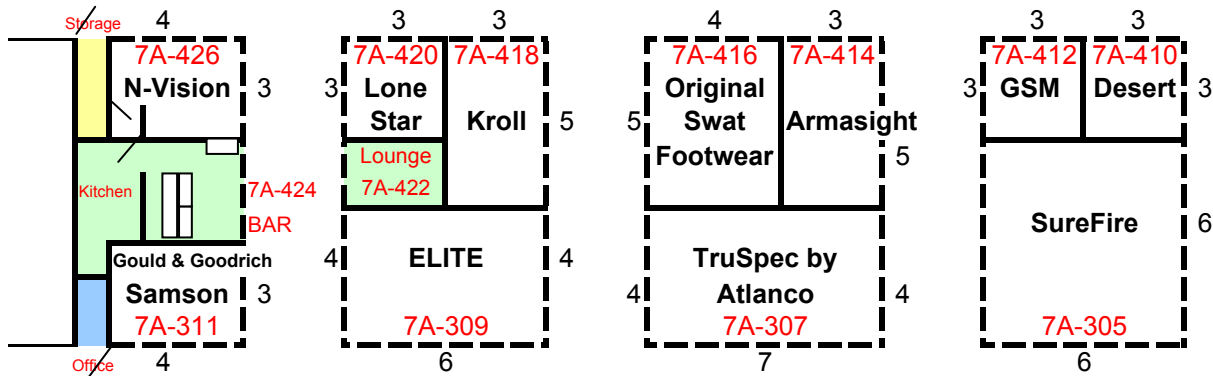 Storage
4
7A-426
N-Vision
3
Kitchen
7A-424
BAR
Gould & Goodrich
Samson
3
7A-311
Office
4
3
3
7A-420
7A-418
3
Lone
Star
Kroll
5
Lounge
7A-422
4
ELITE
4
7A-309
6
4
3
7A-416
7A-414
Original
5
Swat
Footwear
Armasight
5
TruSpec by
4
Atlanco
4
7A-307
7
3
3
7A-412
7A-410
3
GSM
Desert
3
SureFire
6
7A-305
6